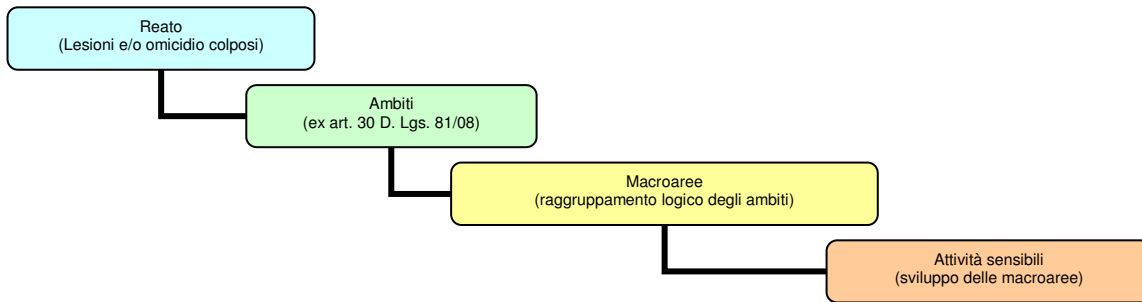 Reato
(Lesioni e/o omicidio colposi)
Ambiti
(ex art. 30 D. Lgs. 81/08)
Macroaree
(raggruppamento logico degli ambiti)
Attività sensibili
(sviluppo delle macroaree)